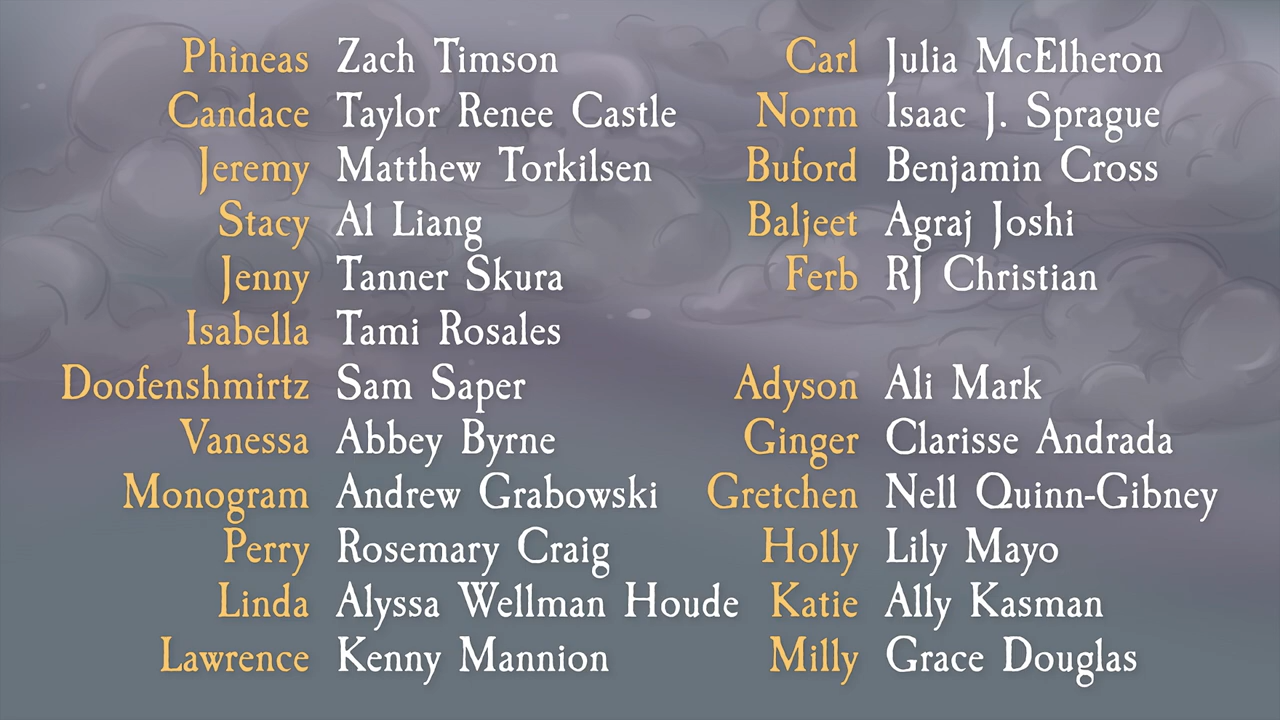 Phineas Zach Timson
Candace Taylor Renee Castle
Jeremy Matthew Torkilsen
Stacy Al Liang
Jenny Tanner Skura
Isabella Tami Rosales
Doofenshmirtz Sam Saper
Vanessa Abbey Byrne
Monogram Andrew Grabowski
Perry Rosemary Craig
Linda Alyssa Wellman Houde
Lawrence Kenny Mannion
Carl Julia McElheron
Norm Isaac J. Sprague
Buford Benjamin Cross
Baljeet Agraj Joshi
Ferb RJ Christian
Adyson Ali Mark
Ginger Clarisse Andrada
Gretchen Nell Quinn-Gibney
Holly Lily Mayo
Katie Ally Kasman
Milly Grace Douglas